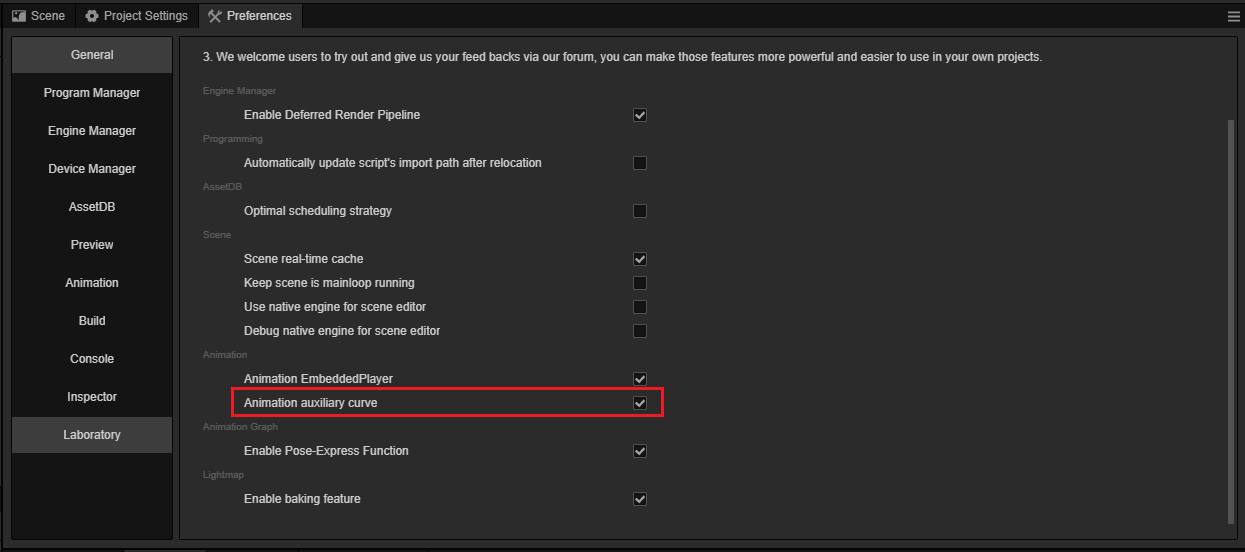 Scene Project Settings Preferences
General
Program Manager
Engine Manager
Device Manager
AssetDB
Preview
Animation
Build
Console
Inspector
Laboratory
3. We welcome users to try out and give us your feed backs via our forum, you can make those features more powerful and easier to use in your own projects.
Engine Manager
Enable Deferred Render Pipeline
Programming
Automatically update script's import path after relocation
AssetDB
Optimal scheduling strategy
Scene
Scene real-time cache
Keep scene is mainloop running
Use native engine for scene editor
Debug native engine for scene editor
Animation
Animation EmbeddedPlayer
Animation auxiliary curve
Animation Graph
Enable Pose-Express Function
Lightmap
Enable baking feature